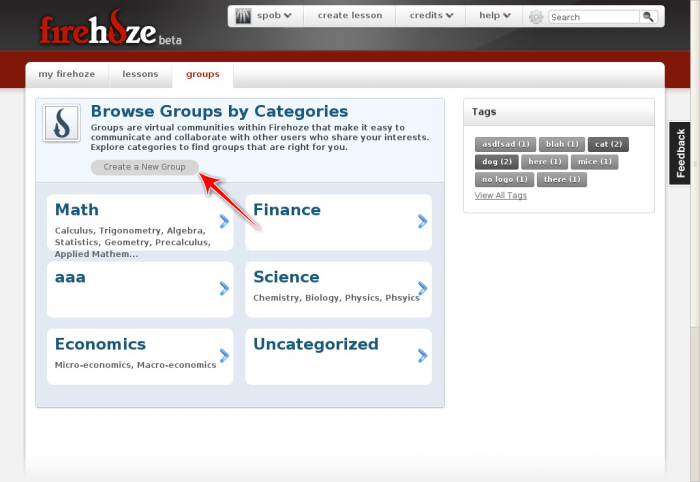 firehoze beta
spob
create lesson
credits
help
Search
my firehoze
lessons
groups
Browse Groups by Categories
Groups are virtual communities within Firehoze that make it easy to
communicate and collaborate with other users who share your interests.
Explore categories to find groups that are right for you.
Create a New Group
Math
Calculus, Trigonometry, Algebra,
Statistics, Geometry, Precalculus,
Applied Mathem...
Finance
aaa
Science
Chemistry, Biology, Physics, Phsyics
Economics
Micro-economics, Macro-economics
Uncategorized
Tags
asdfsad (1) blah (1) cat (2)
dog (2) here (1) mice (1)
no logo (1) there (1)
View All Tags
Feedback